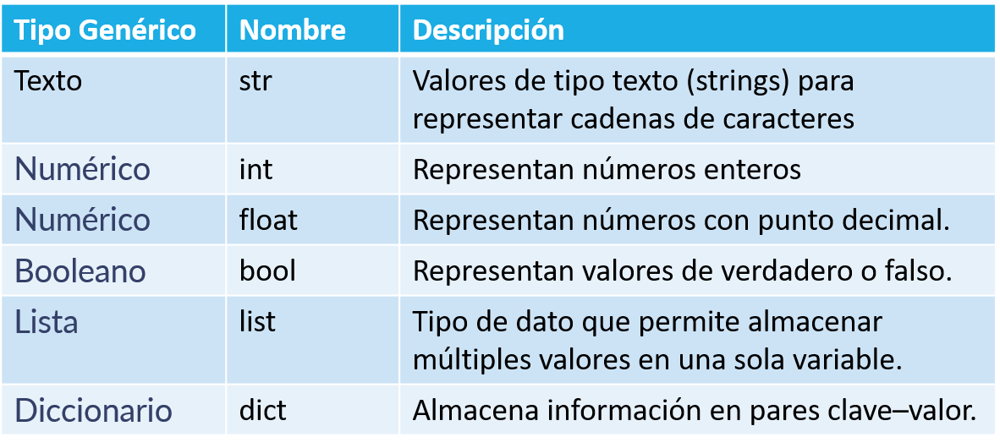 Tipo Genérico Nombre Descripción
Texto str Valores de tipo texto (strings) para
representar cadenas de caracteres
Numérico int Representan números enteros
Numérico float Representan números con punto decimal.
Booleano bool Representan valores de verdadero o falso.
Lista list Tipo de dato que permite almacenar
múltiples valores en una sola variable.
Diccionario dict Almacena información en pares clave–valor.